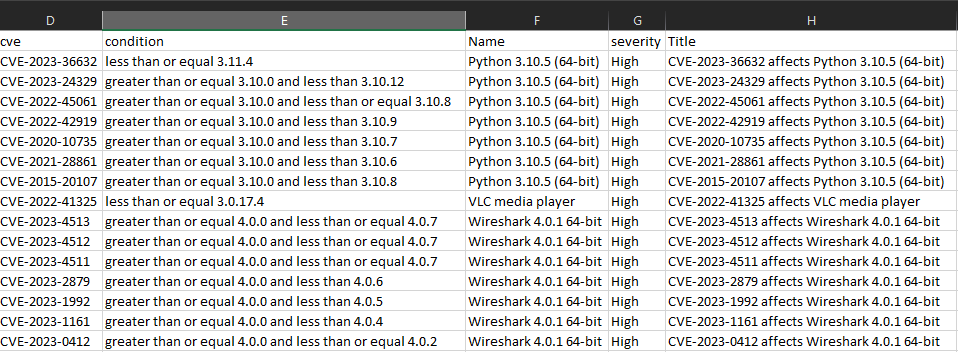 D E F G H
cve condition Name severity Title
CVE-2023-36632 less than or equal 3.11.4 Python 3.10.5 (64-bit) High CVE-2023-36632 affects Python 3.10.5 (64-bit)
CVE-2023-24329 greater than or equal 3.10.0 and less than 3.10.12 Python 3.10.5 (64-bit) High CVE-2023-24329 affects Python 3.10.5 (64-bit)
CVE-2022-45061 greater than or equal 3.10.0 and less than or equal 3.10.8 Python 3.10.5 (64-bit) High CVE-2022-45061 affects Python 3.10.5 (64-bit)
CVE-2022-42919 greater than or equal 3.10.0 and less than 3.10.9 Python 3.10.5 (64-bit) High CVE-2022-42919 affects Python 3.10.5 (64-bit)
CVE-2020-10735 greater than or equal 3.10.0 and less than 3.10.7 Python 3.10.5 (64-bit) High CVE-2020-10735 affects Python 3.10.5 (64-bit)
CVE-2021-28861 greater than or equal 3.10.0 and less than 3.10.6 Python 3.10.5 (64-bit) High CVE-2021-28861 affects Python 3.10.5 (64-bit)
CVE-2015-20107 greater than or equal 3.10.0 and less than 3.10.8 Python 3.10.5 (64-bit) High CVE-2015-20107 affects Python 3.10.5 (64-bit)
CVE-2022-41325 less than or equal 3.0.17.4 VLC media player High CVE-2022-41325 affects VLC media player
CVE-2023-4513 greater than or equal 4.0.0 and less than or equal 4.0.7 Wireshark 4.0.1 64-bit High CVE-2023-4513 affects Wireshark 4.0.1 64-bit
CVE-2023-4512 greater than or equal 4.0.0 and less than or equal 4.0.7 Wireshark 4.0.1 64-bit High CVE-2023-4512 affects Wireshark 4.0.1 64-bit
CVE-2023-4511 greater than or equal 4.0.0 and less than or equal 4.0.7 Wireshark 4.0.1 64-bit High CVE-2023-4511 affects Wireshark 4.0.1 64-bit
CVE-2023-2879 greater than or equal 4.0.0 and less than 4.0.6 Wireshark 4.0.1 64-bit High CVE-2023-2879 affects Wireshark 4.0.1 64-bit
CVE-2023-1992 greater than or equal 4.0.0 and less than 4.0.5 Wireshark 4.0.1 64-bit High CVE-2023-1992 affects Wireshark 4.0.1 64-bit
CVE-2023-1161 greater than or equal 4.0.0 and less than 4.0.4 Wireshark 4.0.1 64-bit High CVE-2023-1161 affects Wireshark 4.0.1 64-bit
CVE-2023-0412 greater than or equal 4.0.0 and less than or equal 4.0.2 Wireshark 4.0.1 64-bit High CVE-2023-0412 affects Wireshark 4.0.1 64-bit